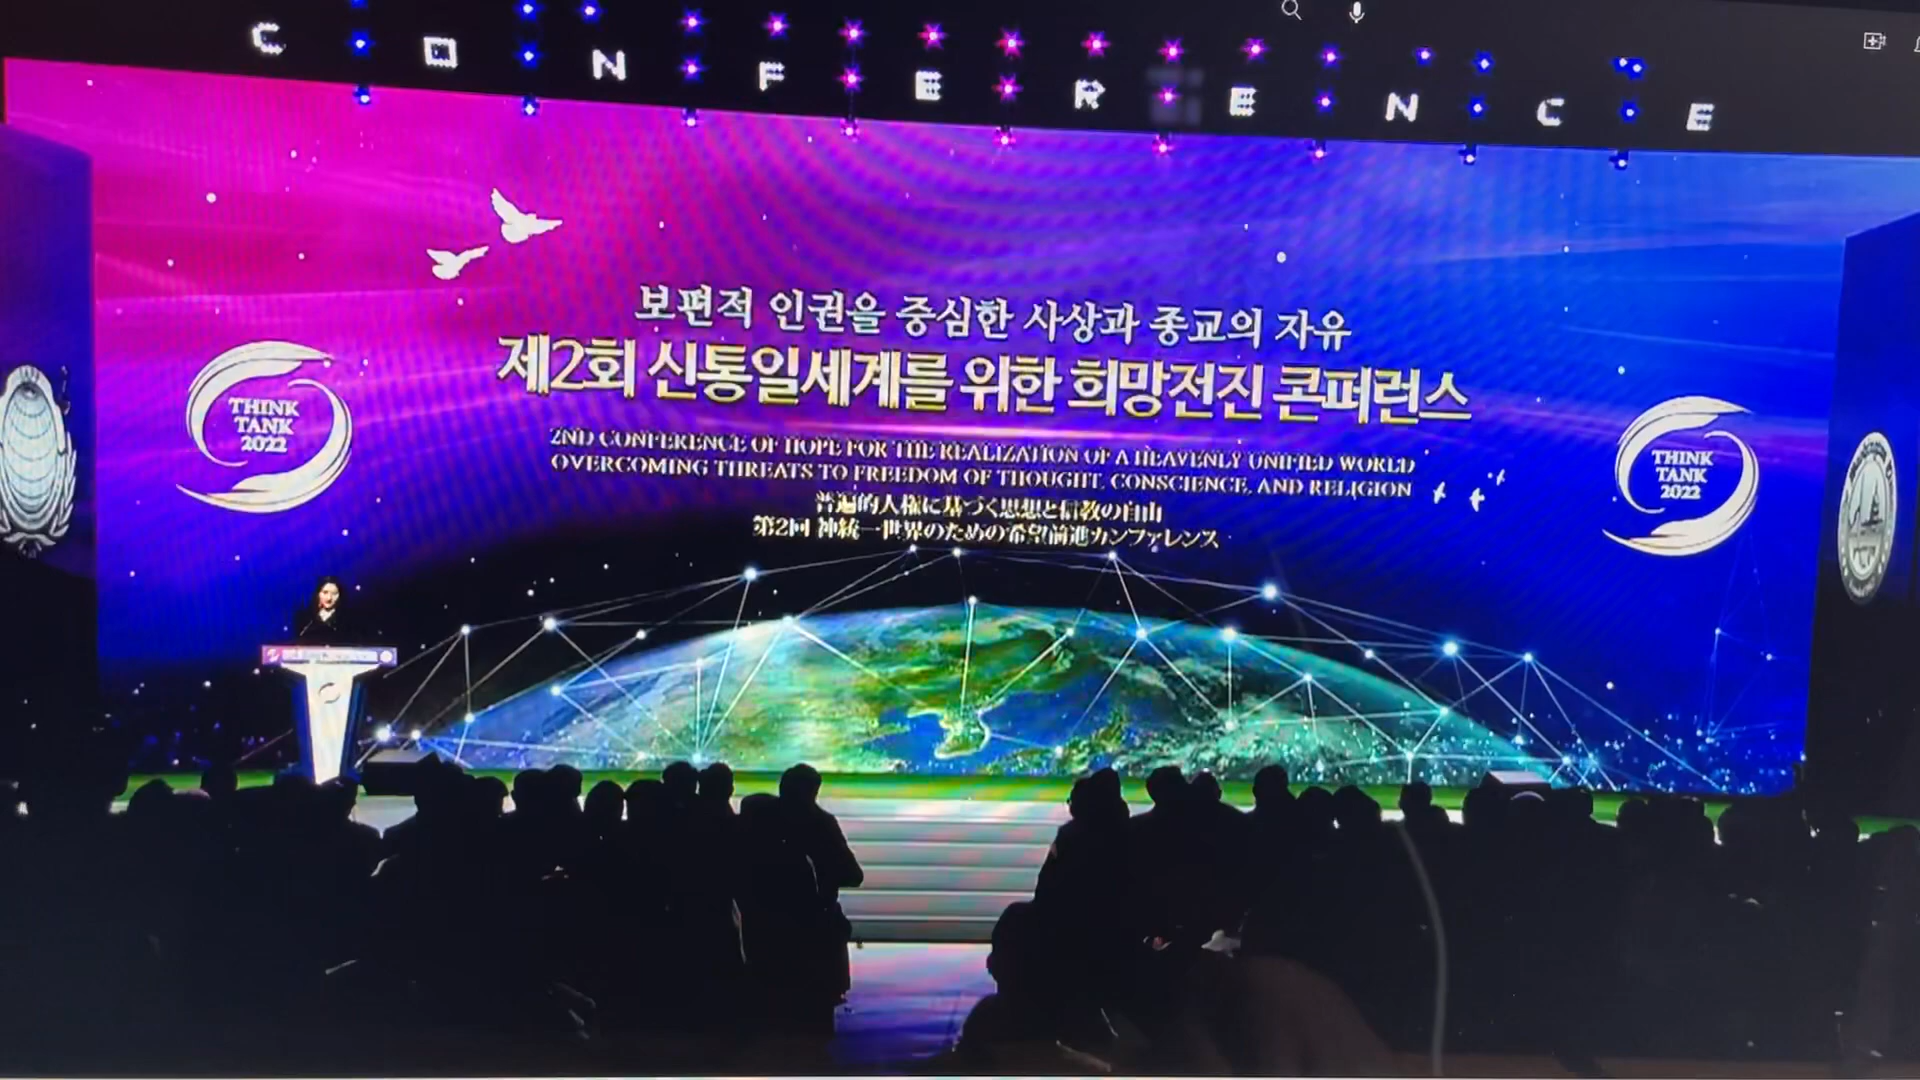 CONFERENCE
보편적 인권을 중심한 사상과 종교의 자유
제2회 신통일세계를 위한 희망전진 콘퍼런스
2ND CONFERENCE OF HOPE FOR THE REALIZATION OF A HEAVENLY UNIFIED WORLD
OVERCOMING THREATS TO FREEDOM OF THOUGHT, CONSCIENCE, AND RELIGION
普遍的人権に基づく思想と信教の自由
第2回 神統一世界のための希望前進カンファレンス
THINK
TANK
2022
THINK
TANK
2022